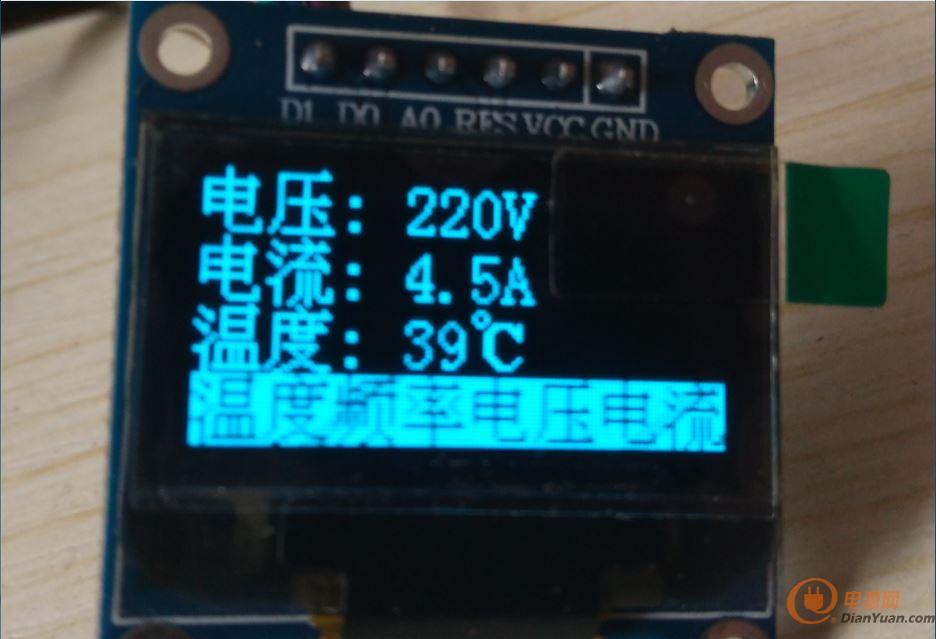 D1 D0 A0 RES VCC GND
电压：220V
电流：4.5A
温度：39℃
温度频率电压电流
电源网
DianYuan.com